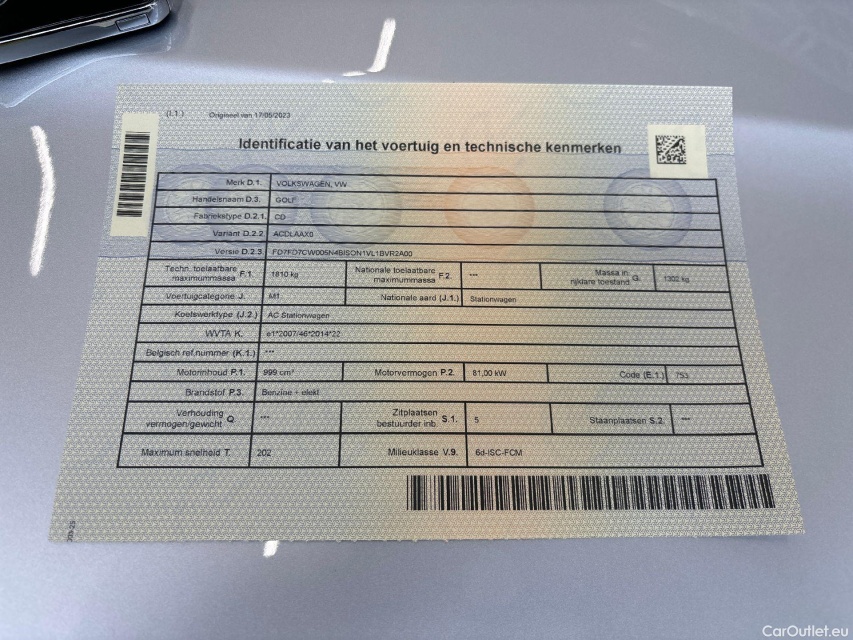 (I.1.) Origineel van 17/05/2023
Identificatie van het voertuig en technische kenmerken
Merk D.1. VOLKSWAGEN, VW
Handelsnaam D.3. GOLF
Fabriekstype D.2.1. CD
Variant D.2.2. ACDLAAX0
Versie D.2.3. FD7FD7CW005N4BISON1VL1BVR2A00
Techn. toelaatbare maximummassa F.1. 1810 kg Nationale toelaatbare maximummassa F.2. --- Massa in rijklare toestand G. 1302 kg
Voertuigcategorie J. M1 Nationale aard (J.1.) Stationwagen
Koetswerktype (J.2.) AC Stationwagen
WVTA K. e1*2007/46*2014*22
Belgisch ref.nummer (K.1.) ***
Motorinhoud P.1. 999 cm³ Motorvermogen P.2. 81,00 kW Code (E.1.) 753
Brandstof P.3. Benzine + elekt
Verhouding vermogen/gewicht Q. *** Zitplaatsen bestuurder inb. S.1. 5 Staanplaatsen S.2. ---
Maximum snelheid T. 202 Milieuklasse V.9. 6d-ISC-FCM
CarOutlet.eu